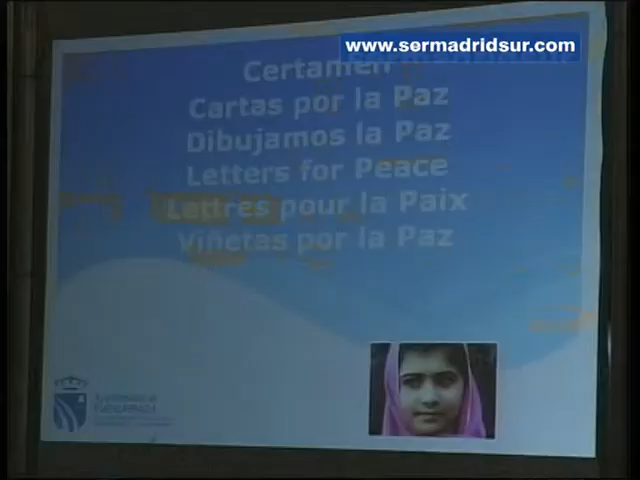 www.sermadridsur.com
Certamen
Cartas por la Paz
Dibujamos la Paz
Letters for Peace
Lettres pour la Paix
Viñetas por la Paz